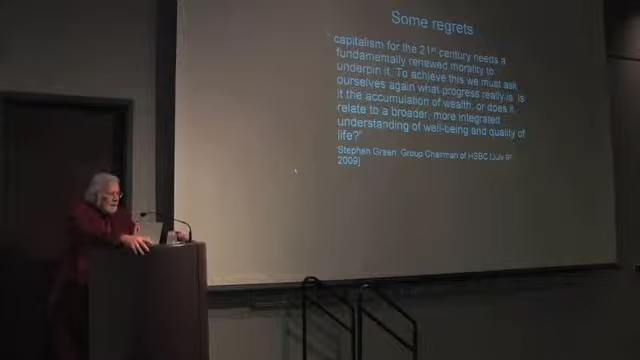 Some regrets
"capitalism for the 21st century needs a
fundamentally renewed morality to
underpin it. To achieve this we must ask
ourselves again what progress really is. Is
it the accumulation of wealth, or does it
relate to a broader, more integrated
understanding of well-being and quality of
life?"
Stephen Green, Group Chairman of HSBC [July 9th
2009]